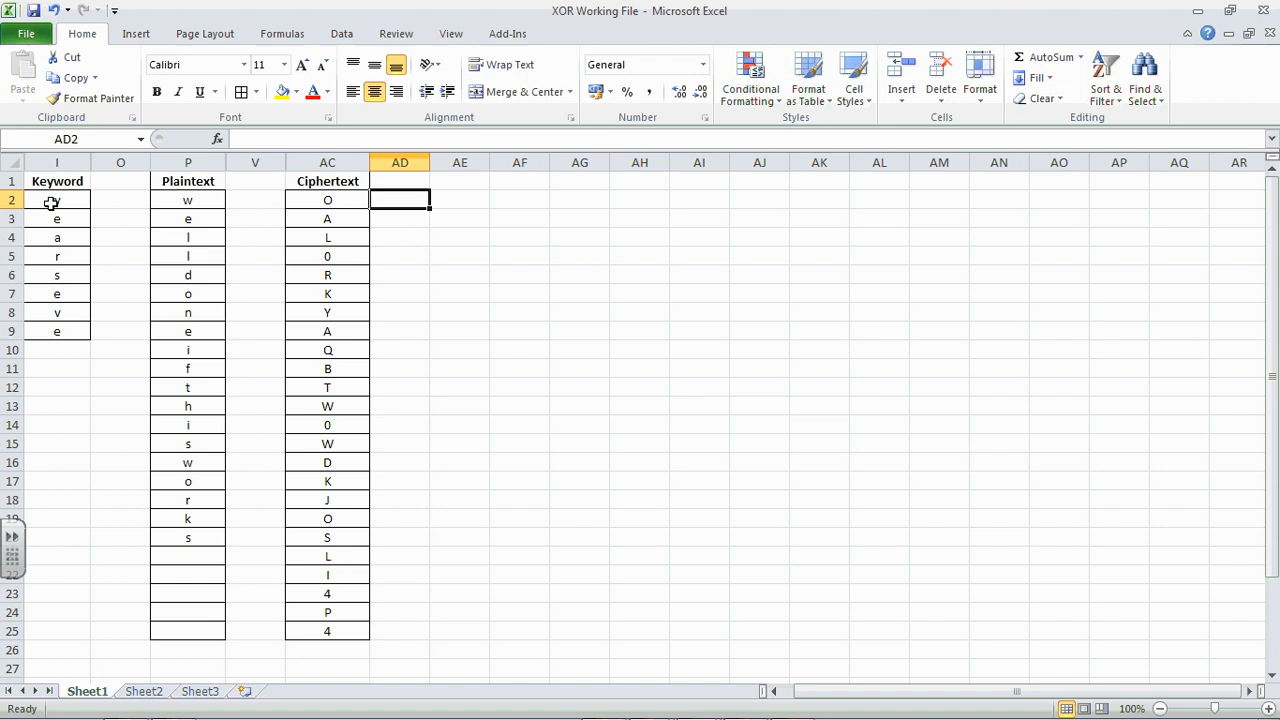 XOR Working File - Microsoft Excel
File Home Insert Page Layout Formulas Data Review View Add-Ins
Cut
Copy
Format Painter
Paste
Clipboard
Calibri 11 A A
B I U A
Font
Wrap Text
Merge & Center
Alignment
General
% ,
Number
Conditional Formatting
Format as Table
Cell Styles
Styles
Insert Delete Format
Cells
Σ AutoSum
Fill
Clear
Sort & Filter
Find & Select
Editing
AD2 fx
I O P V AC AD AE AF AG AH AI AJ AK AL AM AN AO AP AQ AR
1 Keyword Plaintext Ciphertext
2 w O
3 e e A
4 a l L
5 r l 0
6 s d R
7 e o K
8 v n Y
9 e e A
10 i Q
11 f B
12 t T
13 h W
14 i 0
15 s W
16 w D
17 o K
18 r J
19 k O
s S
L
22 I
23 4
24 P
25 4
26
27
Sheet1 Sheet2 Sheet3
Ready 100%